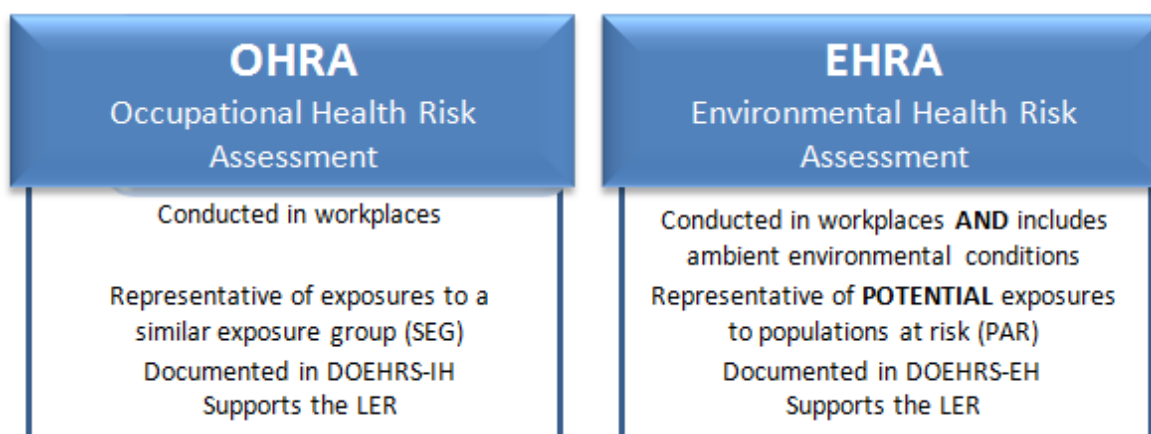 OHRA
Occupational Health Risk
Assessment
Conducted in workplaces
Representative of exposures to a
similar exposure group (SEG)
Documented in DOEHRS-IH
Supports the LER
EHRA
Environmental Health Risk
Assessment
Conducted in workplaces AND includes
ambient environmental conditions
Representative of POTENTIAL exposures
to populations at risk (PAR)
Documented in DOEHRS-EH
Supports the LER